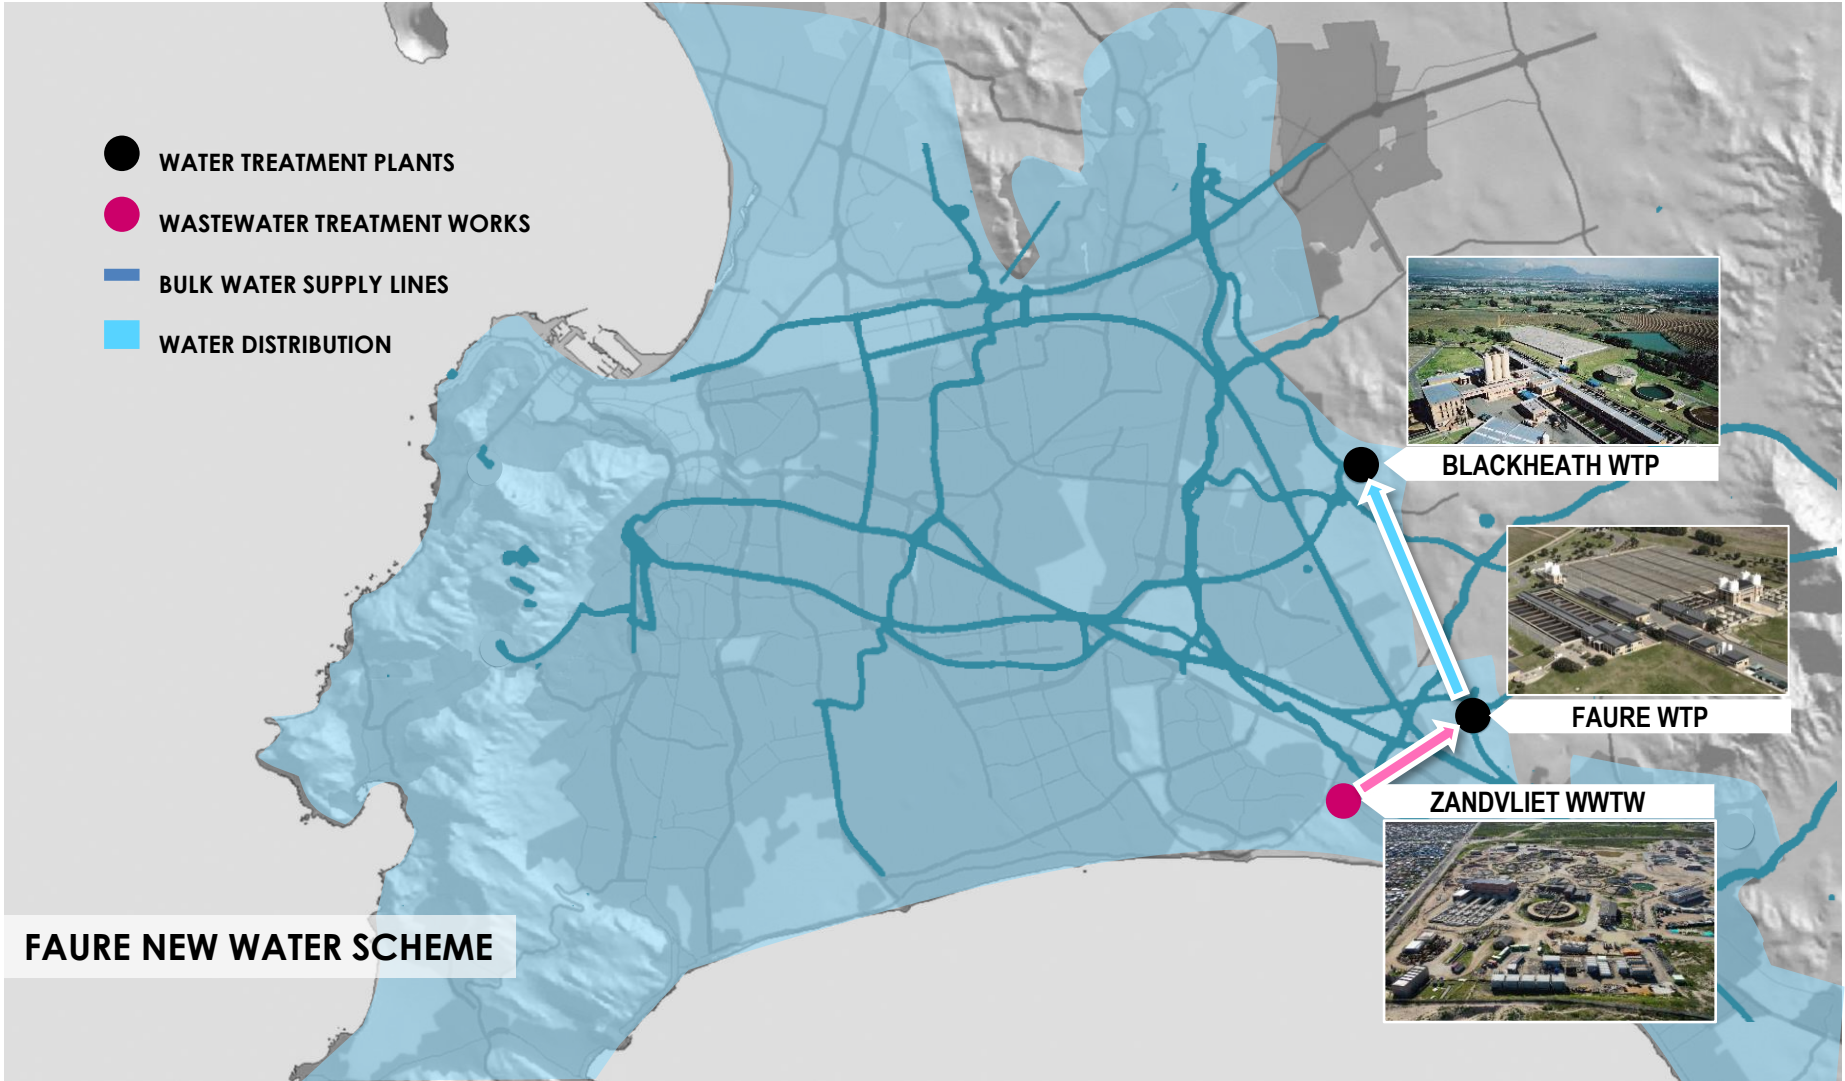 WATER TREATMENT PLANTS
WASTEWATER TREATMENT WORKS
BULK WATER SUPPLY LINES
WATER DISTRIBUTION
BLACKHEATH WTP
FAURE WTP
ZANDVLIET WWTW
FAURE NEW WATER SCHEME